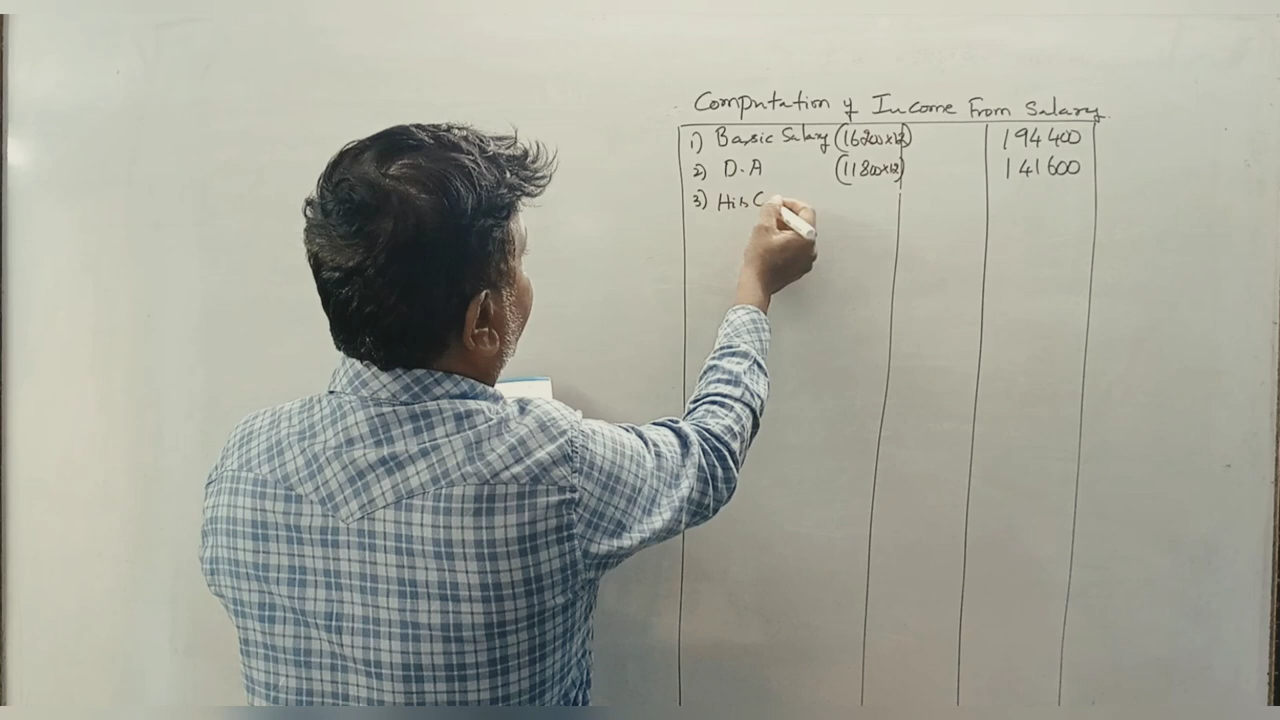 Computation of Income From Salary
1) Basic Salary (16200x12) 194400
2) D.A (11800x12) 141600
3) His C